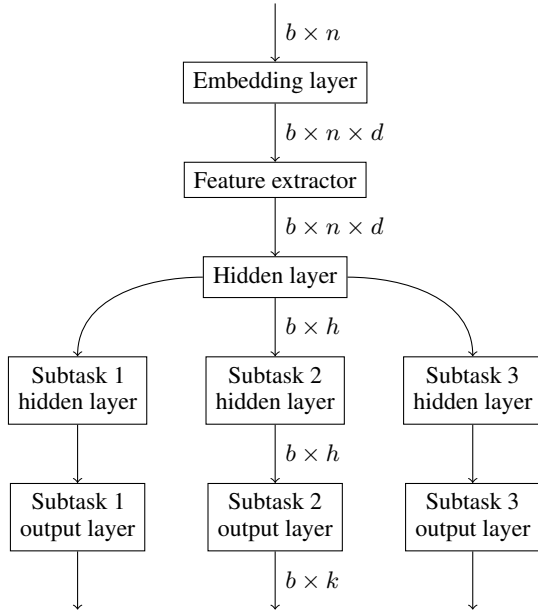 b × n
Embedding layer
b × n × d
Feature extractor
b × n × d
Hidden layer
b × h
Subtask 1
hidden layer
Subtask 2
hidden layer
Subtask 3
hidden layer
b × h
Subtask 1
output layer
Subtask 2
output layer
Subtask 3
output layer
b × k